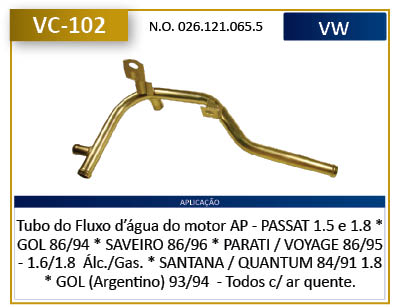 VC-102
N.O. 026.121.065.5
VW
APLICAÇÃO
Tubo do Fluxo d'água do motor AP - PASSAT 1.5 e 1.8 *
GOL 86/94 * SAVEIRO 86/96 * PARATI / VOYAGE 86/95
- 1.6/1.8 Álc./Gas. * SANTANA / QUANTUM 84/91 1.8
* GOL (Argentino) 93/94 - Todos c/ ar quente.